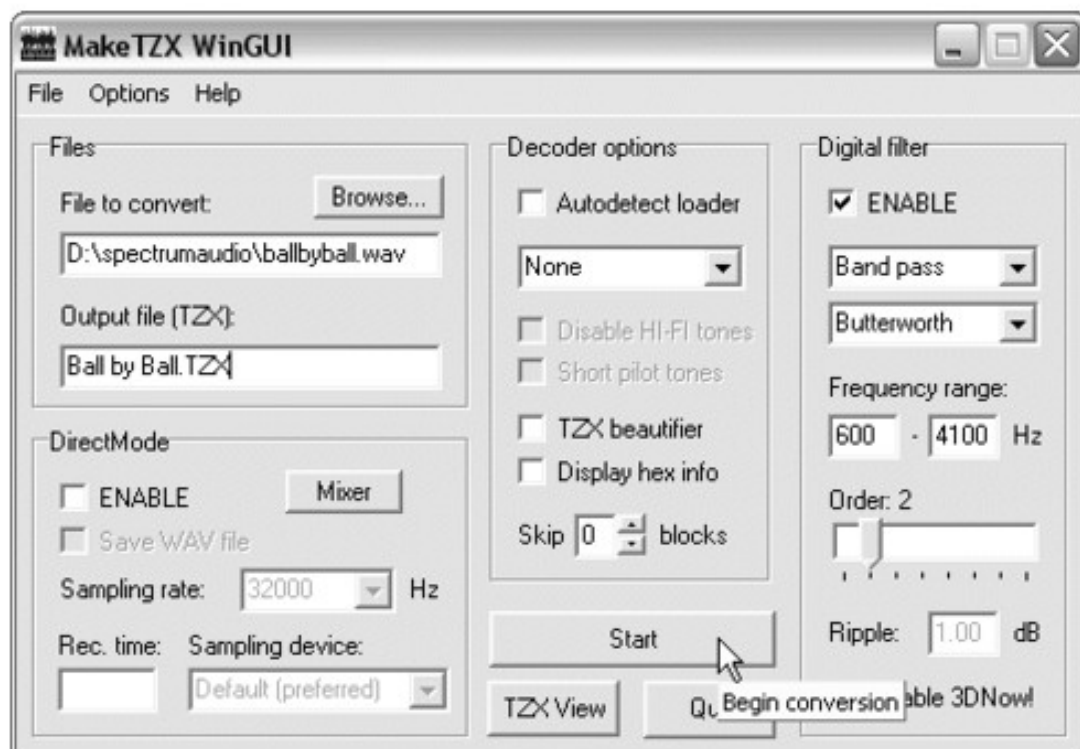 MakeTZX WinGUI
File Options Help
Files
File to convert:
Browse...
D:\spectrumaudio\ballbyball.wav
Output file (TZX):
Ball by Ball.TZX
DirectMode
ENABLE
Mixer
Save WAV file
Sampling rate: 32000 Hz
Rec. time: Sampling device:
Default (preferred)
Decoder options
Autodetect loader
None
Disable HI-FI tones
Short pilot tones
TZX beautifier
Display hex info
Skip 0 blocks
Start
TZX View
Begin conversion
Digital filter
ENABLE
Band pass
Butterworth
Frequency range:
600 - 4100 Hz
Order: 2
Ripple: 1.00 dB
3DNow!